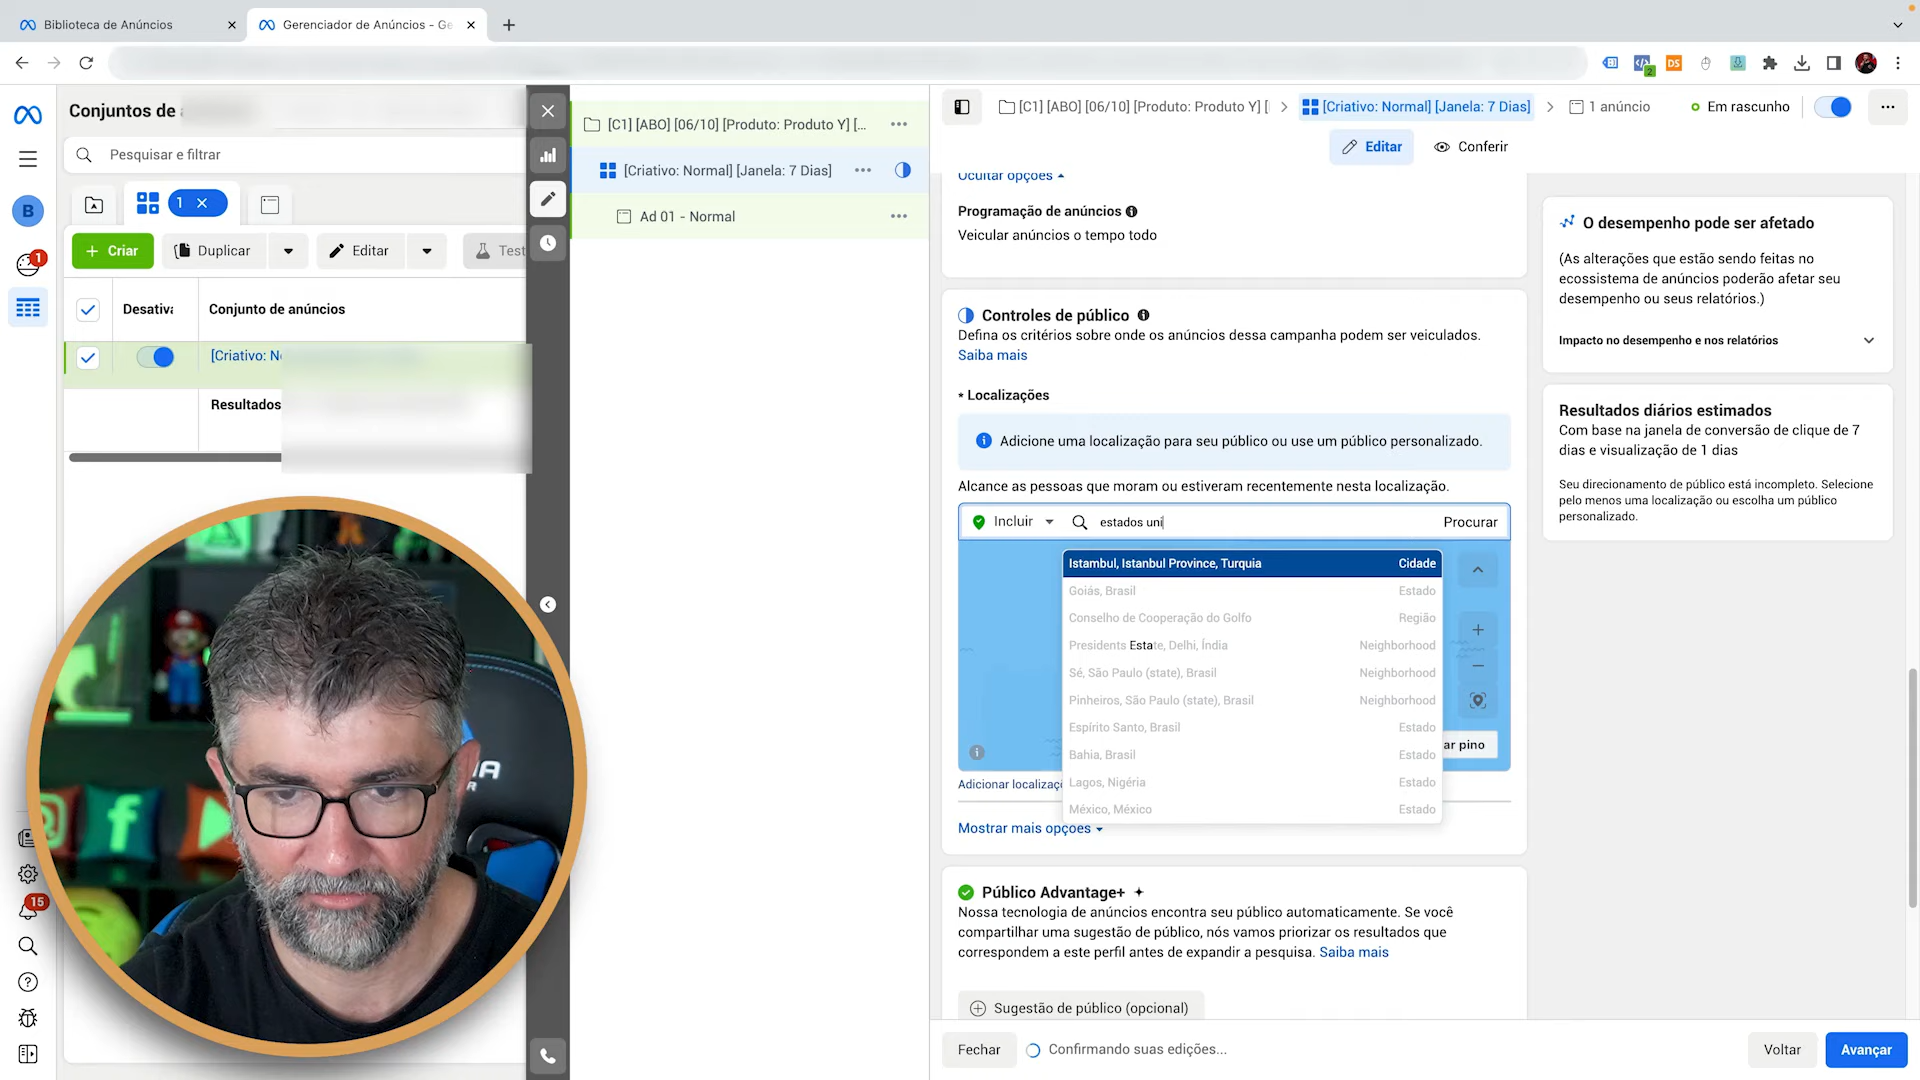 Biblioteca de Anúncios
Gerenciador de Anúncios - Ge
Conjuntos de
Pesquisar e filtrar
1
Criar
Duplicar
Editar
Test
Desativa
Conjunto de anúncios
[Criativo: N
Resultados
B
1
15
[C1] [ABO] [06/10] [Produto: Produto Y] [...
[Criativo: Normal] [Janela: 7 Dias]
Ad 01 - Normal
[C1] [ABO] [06/10] [Produto: Produto Y] [
[Criativo: Normal] [Janela: 7 Dias]
1 anúncio
Em rascunho
Editar
Conferir
Ocultar opções
Programação de anúncios
Veicular anúncios o tempo todo
Controles de público
Defina os critérios sobre onde os anúncios dessa campanha podem ser veiculados.
Saiba mais
* Localizações
Adicione uma localização para seu público ou use um público personalizado.
Alcance as pessoas que moram ou estiveram recentemente nesta localização.
Incluir
estados uni
Procurar
Istambul, Istanbul Province, Turquia Cidade
Goiás, Brasil Estado
Conselho de Cooperação do Golfo Região
Presidents Estate, Delhi, Índia Neighborhood
Sé, São Paulo (state), Brasil Neighborhood
Pinheiros, São Paulo (state), Brasil Neighborhood
Espírito Santo, Brasil Estado
Bahia, Brasil Estado
Lagos, Nigéria Estado
México, México Estado
ar pino
Adicionar localizaç
Mostrar mais opções
Público Advantage+
Nossa tecnologia de anúncios encontra seu público automaticamente. Se você
compartilhar uma sugestão de público, nós vamos priorizar os resultados que
correspondem a este perfil antes de expandir a pesquisa. Saiba mais
Sugestão de público (opcional)
Fechar
Confirmando suas edições...
Voltar
Avançar
O desempenho pode ser afetado
(As alterações que estão sendo feitas no
ecossistema de anúncios poderão afetar seu
desempenho ou seus relatórios.)
Impacto no desempenho e nos relatórios
Resultados diários estimados
Com base na janela de conversão de clique de 7
dias e visualização de 1 dias
Seu direcionamento de público está incompleto. Selecione
pelo menos uma localização ou escolha um público
personalizado.